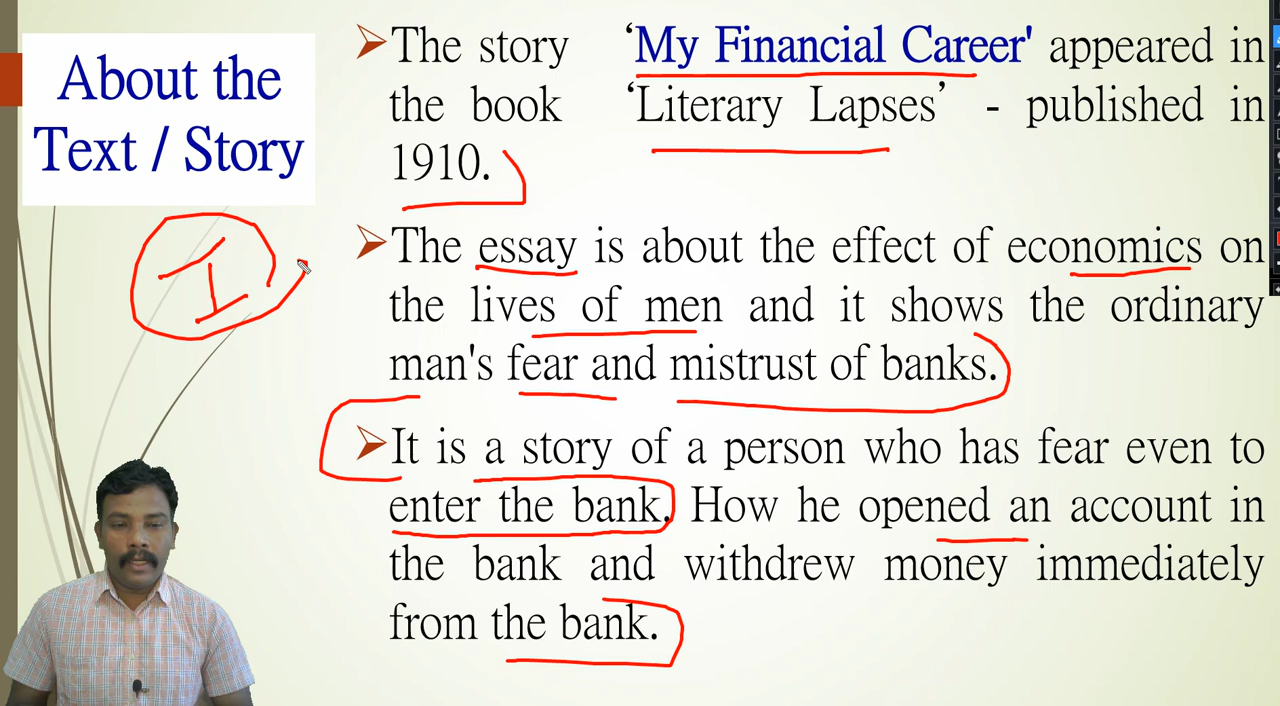 About the
Text / Story
The story ‘My Financial Career' appeared in
the book ‘Literary Lapses’ - published in
1910.
The essay is about the effect of economics on
the lives of men and it shows the ordinary
man's fear and mistrust of banks.
It is a story of a person who has fear even to
enter the bank. How he opened an account in
the bank and withdrew money immediately
from the bank.
I